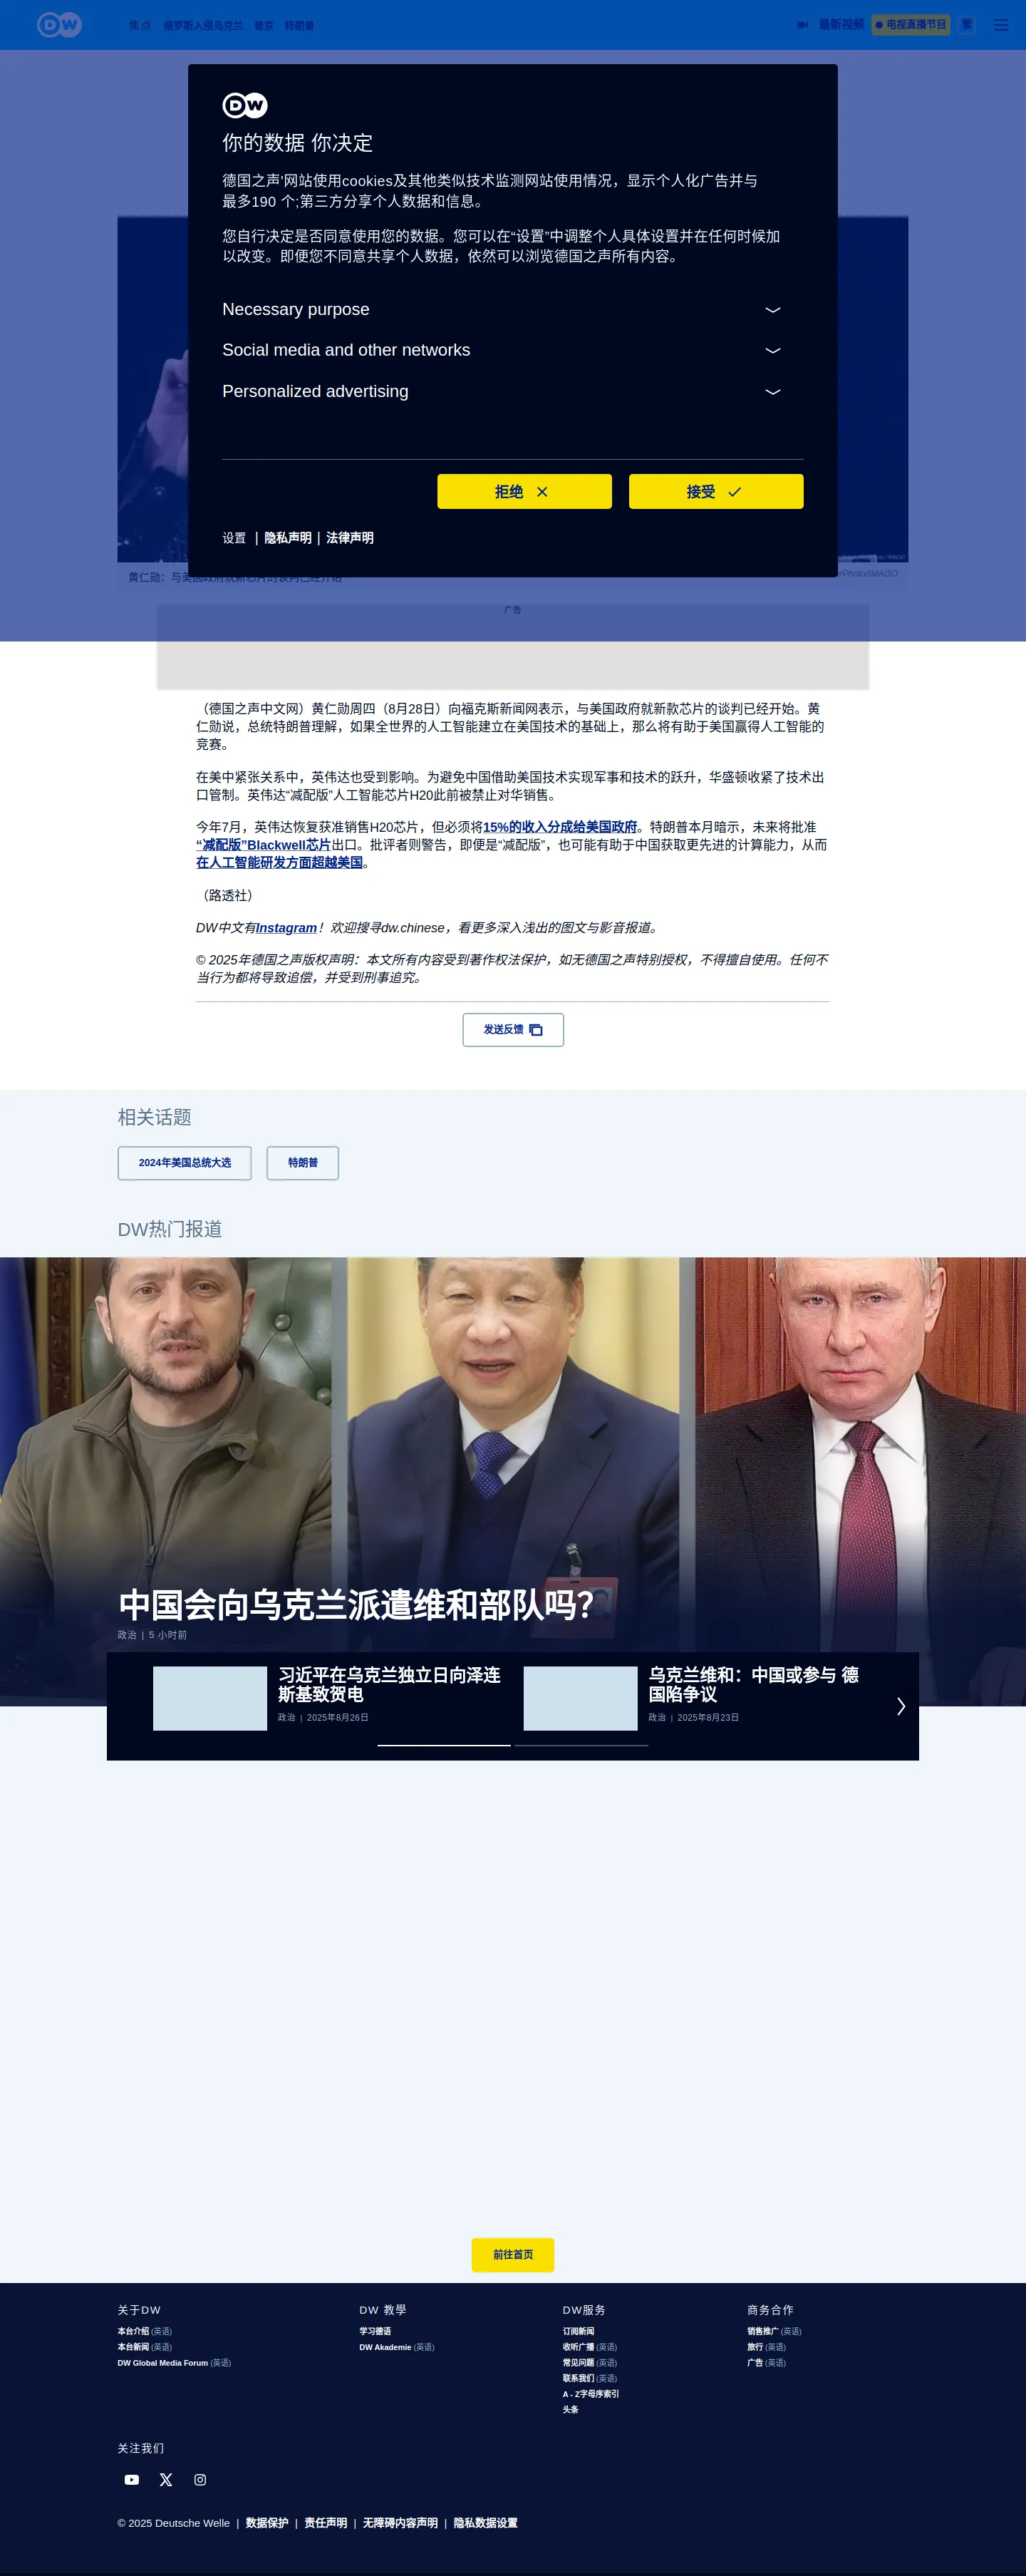 DW
焦点 俄罗斯入侵乌克兰 普京 特朗普
最新视频 电视直播节目 繁
DW
你的数据 你决定
德国之声'网站使用cookies及其他类似技术监测网站使用情况，显示个人化广告并与
最多190 个;第三方分享个人数据和信息。
您自行决定是否同意使用您的数据。您可以在“设置”中调整个人具体设置并在任何时候加
以改变。即便您不同意共享个人数据，依然可以浏览德国之声所有内容。
Necessary purpose
Social media and other networks
Personalized advertising
拒绝 接受
设置 | 隐私声明 | 法律声明
黄仁勋：与美国政府就新芯片的谈判已经开始
rPhoto/IMAGO
广告
（德国之声中文网）黄仁勋周四（8月28日）向福克斯新闻网表示，与美国政府就新款芯片的谈判已经开始。黄
仁勋说，总统特朗普理解，如果全世界的人工智能建立在美国技术的基础上，那么将有助于美国赢得人工智能的
竞赛。
在美中紧张关系中，英伟达也受到影响。为避免中国借助美国技术实现军事和技术的跃升，华盛顿收紧了技术出
口管制。英伟达“减配版”人工智能芯片H20此前被禁止对华销售。
今年7月，英伟达恢复获准销售H20芯片，但必须将15%的收入分成给美国政府。特朗普本月暗示，未来将批准
“减配版”Blackwell芯片出口。批评者则警告，即便是“减配版”，也可能有助于中国获取更先进的计算能力，从而
在人工智能研发方面超越美国。
（路透社）
DW中文有Instagram！欢迎搜寻dw.chinese，看更多深入浅出的图文与影音报道。
© 2025年德国之声版权声明：本文所有内容受到著作权法保护，如无德国之声特别授权，不得擅自使用。任何不
当行为都将导致追偿，并受到刑事追究。
发送反馈
相关话题
2024年美国总统大选 特朗普
DW热门报道
中国会向乌克兰派遣维和部队吗？
政治 | 5 小时前
习近平在乌克兰独立日向泽连
斯基致贺电
政治 | 2025年8月26日
乌克兰维和：中国或参与 德
国陷争议
政治 | 2025年8月23日
前往首页
关于DW
本台介绍 (英语)
本台新闻 (英语)
DW Global Media Forum (英语)
DW 教學
学习德语
DW Akademie (英语)
DW服务
订阅新闻
收听广播 (英语)
常见问题 (英语)
联系我们 (英语)
A - Z字母序索引
头条
商务合作
销售推广 (英语)
旅行 (英语)
广告 (英语)
关注我们
© 2025 Deutsche Welle | 数据保护 | 责任声明 | 无障碍内容声明 | 隐私数据设置